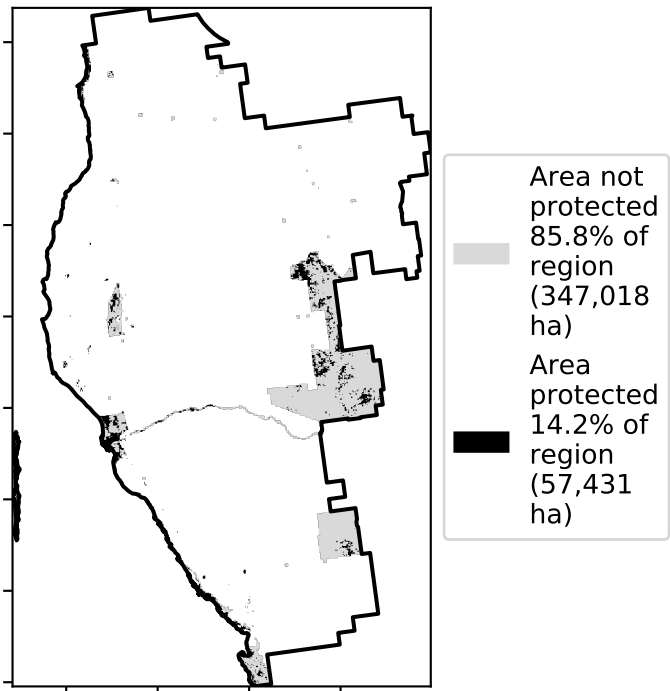 Area not
protected
85.8% of
region
(347,018
ha)
Area
protected
14.2% of
region
(57,431
ha)